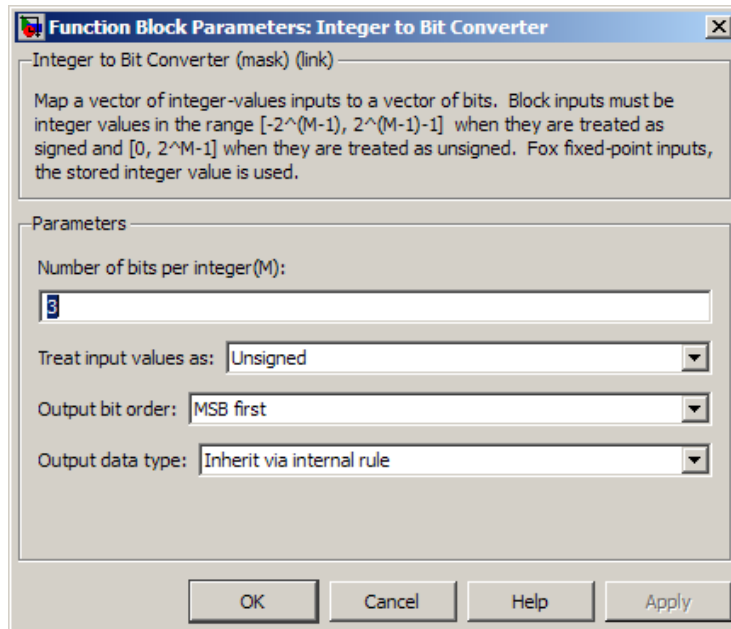 Function Block Parameters: Integer to Bit Converter
Integer to Bit Converter (mask) (link)
Map a vector of integer-values inputs to a vector of bits.  Block inputs must be
integer values in the range [-2^(M-1), 2^(M-1)-1]  when they are treated as
signed and [0, 2^M-1] when they are treated as unsigned.  Fox fixed-point inputs,
the stored integer value is used.
Parameters
Number of bits per integer(M):
3
Treat input values as: Unsigned
Output bit order: MSB first
Output data type: Inherit via internal rule
OK Cancel Help Apply